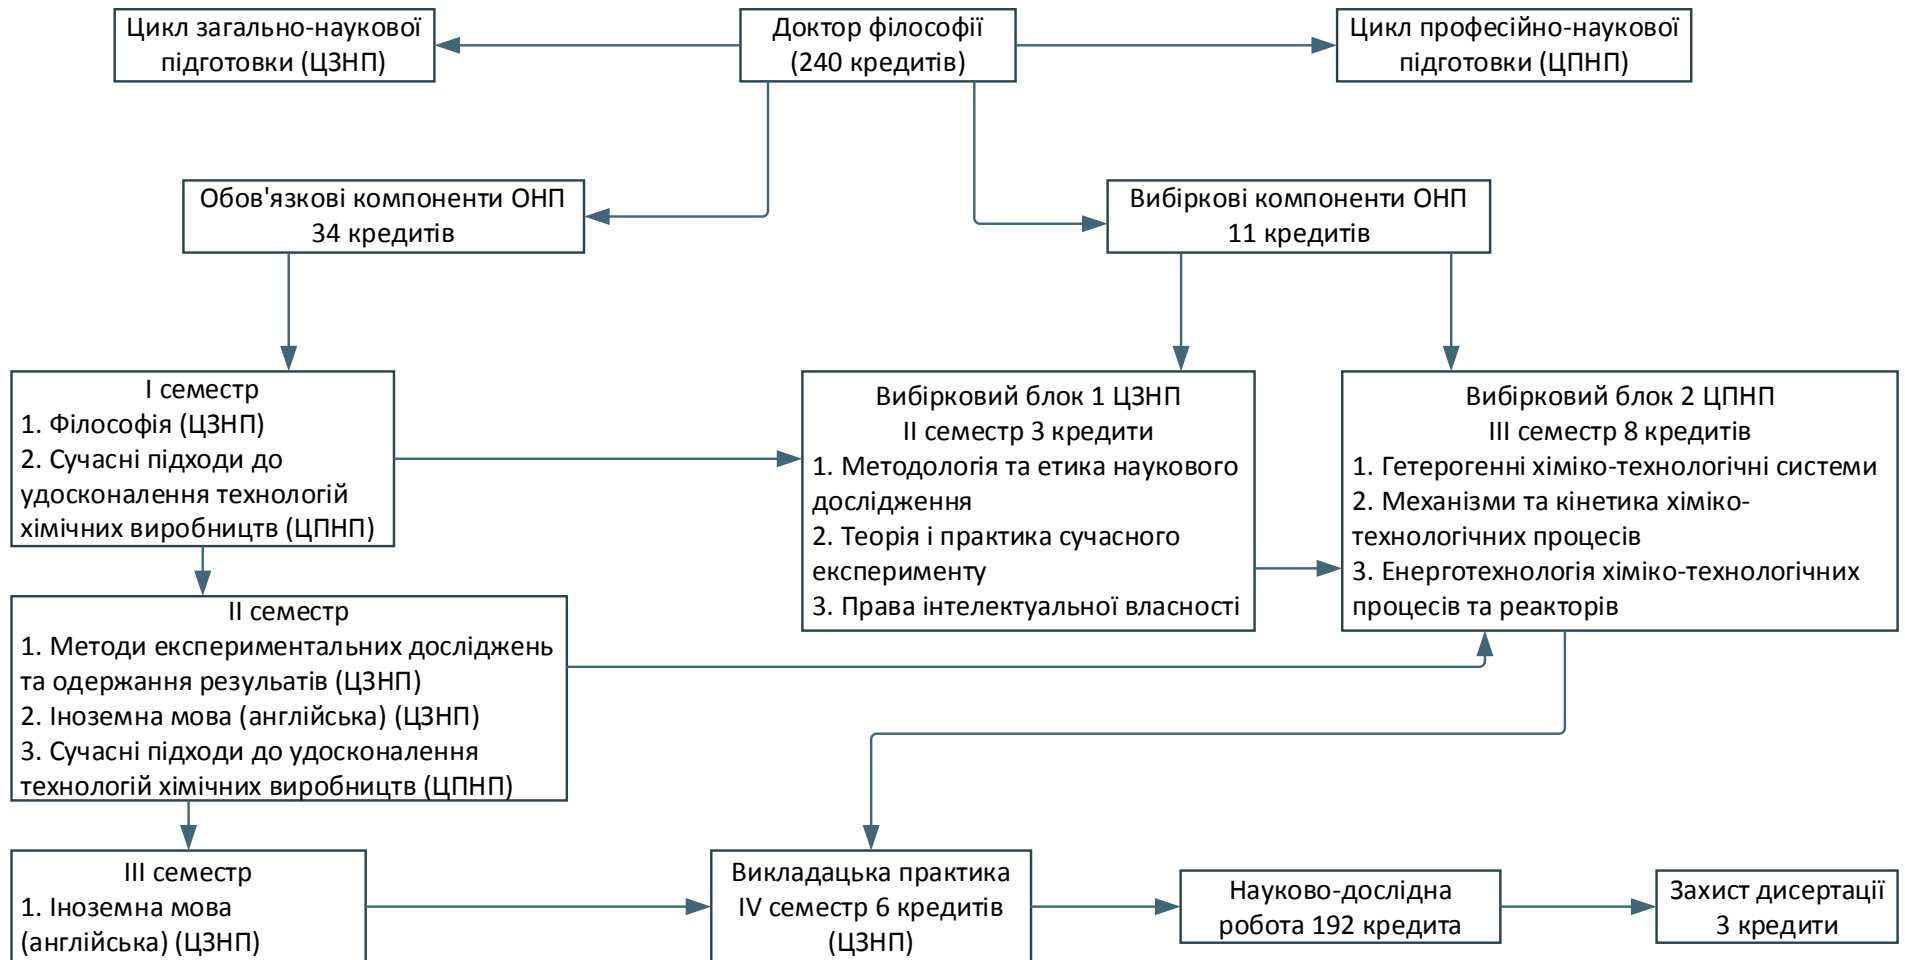 Цикл загально-наукової
підготовки (ЦЗНП)
Доктор філософії
(240 кредитів)
Цикл професійно-наукової
підготовки (ЦПНП)
Обов'язкові компоненти ОНП
34 кредитів
Вибіркові компоненти ОНП
11 кредитів
І семестр
1. Філософія (ЦЗНП)
2. Сучасні підходи до
удосконалення технологій
хімічних виробництв (ЦПНП)
Вибірковий блок 1 ЦЗНП
ІІ семестр 3 кредити
1. Методологія та етика наукового
дослідження
2. Теорія і практика сучасного
експерименту
3. Права інтелектуальної власності
Вибірковий блок 2 ЦПНП
ІІІ семестр 8 кредитів
1. Гетерогенні хіміко-технологічні системи
2. Механізми та кінетика хіміко-
технологічних процесів
3. Енерготехнологія хіміко-технологічних
процесів та реакторів
ІІ семестр
1. Методи експериментальних досліджень
та одержання резульатів (ЦЗНП)
2. Іноземна мова (англійська) (ЦЗНП)
3. Сучасні підходи до удосконалення
технологій хімічних виробництв (ЦПНП)
ІІІ семестр
1. Іноземна мова
(англійська) (ЦЗНП)
Викладацька практика
IV семестр 6 кредитів
(ЦЗНП)
Науково-дослідна
робота 192 кредита
Захист дисертації
3 кредити